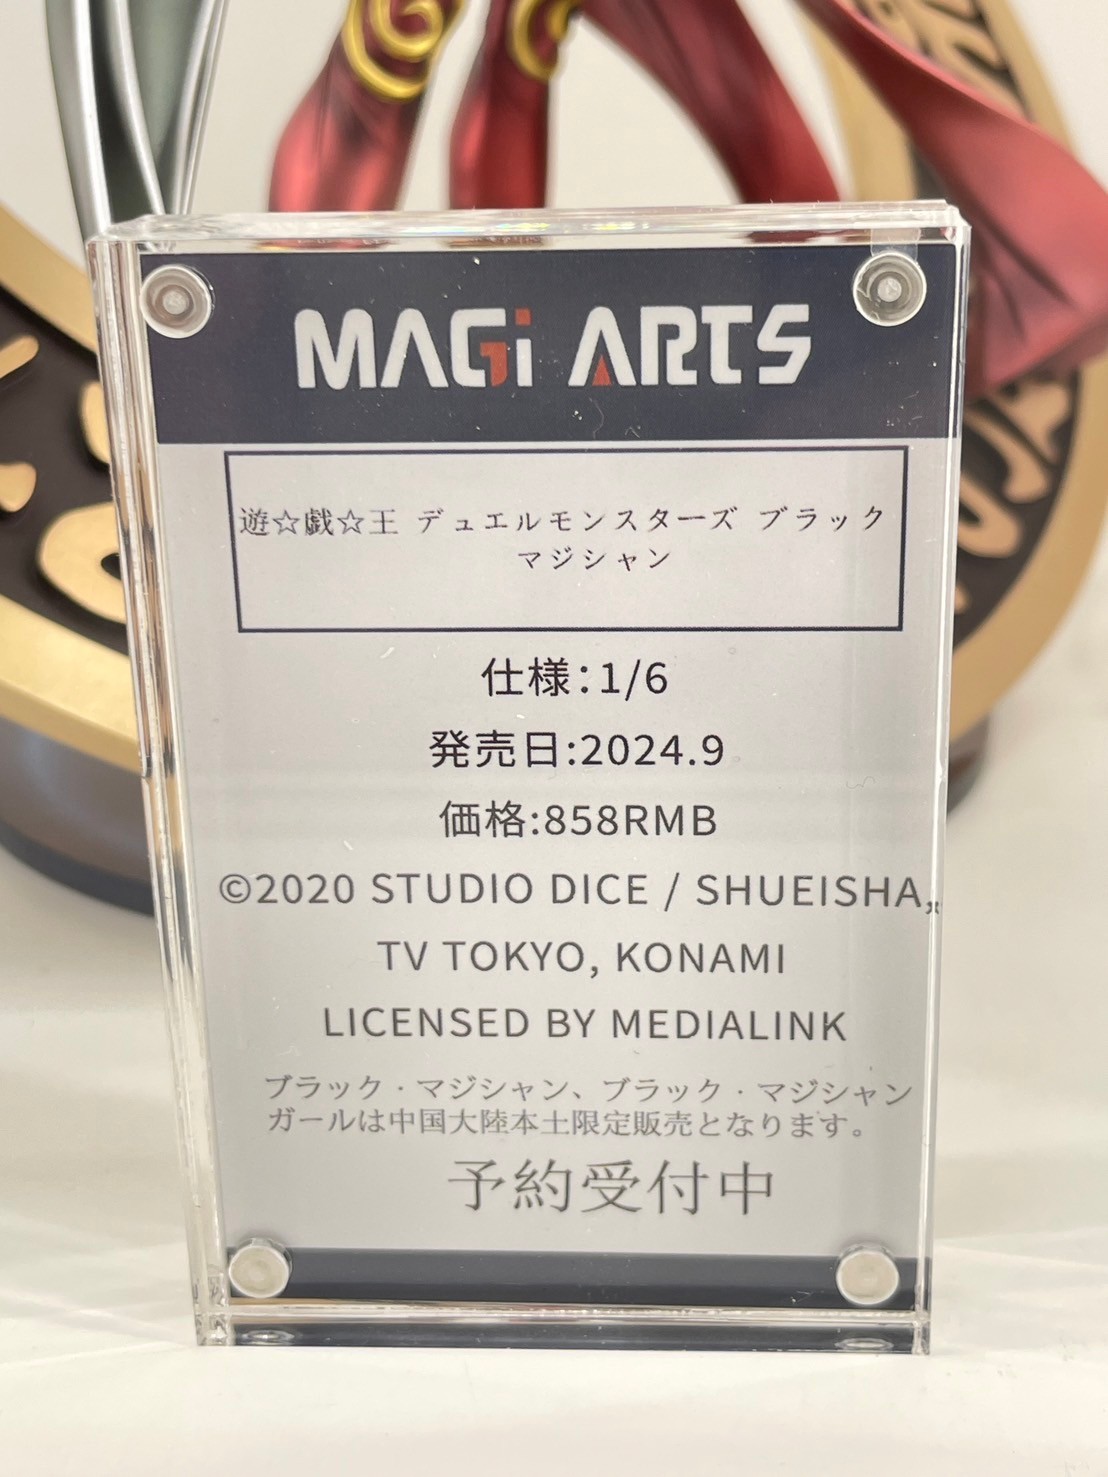 MAGi ARTS
遊☆戯☆王 デュエルモンスターズ ブラック
マジシャン
仕様:1/6
発売日:2024.9
価格:858RMB
©2020 STUDIO DICE / SHUEISHA,
TV TOKYO, KONAMI
LICENSED BY MEDIALINK
ブラック・マジシャン、ブラック・マジシャン
ガールは中国大陸本土限定販売となります。
予約受付中